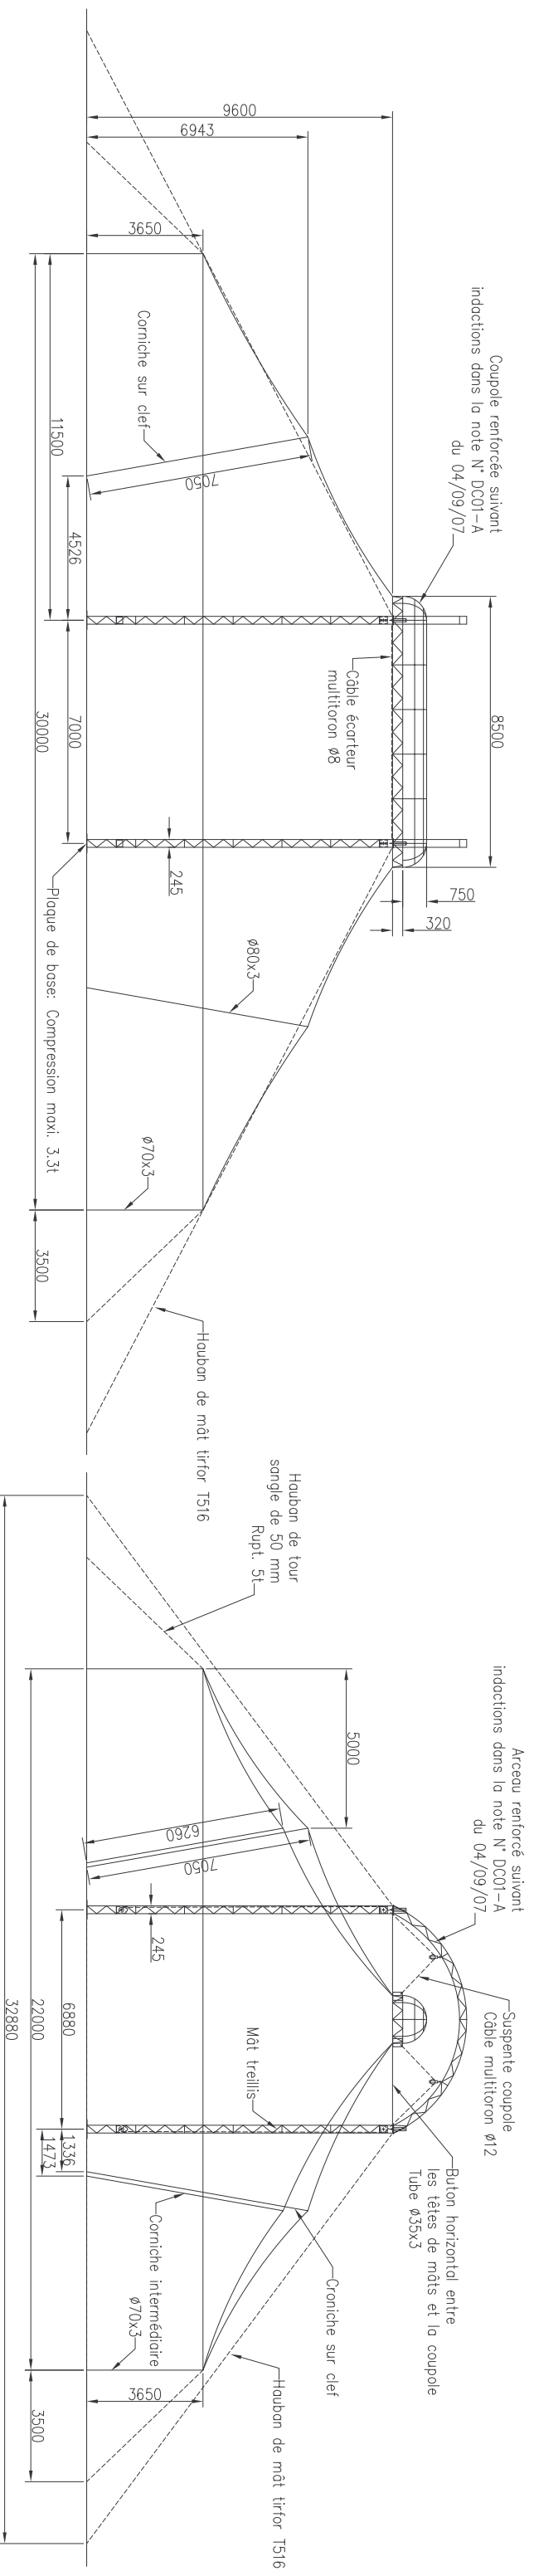 9600
6943
3650
11500
4526
7000
30000
3500
8500
750
320
245
7050
Coupole renforcée suivant
indactions dans la note N° DC01-A
du 04/09/07
Corniche sur clef
Câble écarteur
multitoron Ø8
Ø80x3
Ø70x3
Plaque de base: Compression maxi. 3.3t
Hauban de mât tirfor T516
Hauban de tour
sangle de 50 mm
Rupt. 5t
5000
6260
7050
245
6880
22000
32880
1336
1473
3650
3500
Arceau renforcé suivant
indactions dans la note N° DC01-A
du 04/09/07
Suspente coupole
Câble multitoron Ø12
Buton horizontal entre
les têtes de mâts et la coupole
Tube Ø35x3
Mât treillis
Corniche intermédiaire
Ø70x3
Croniche sur clef
Hauban de mât tirfor T516